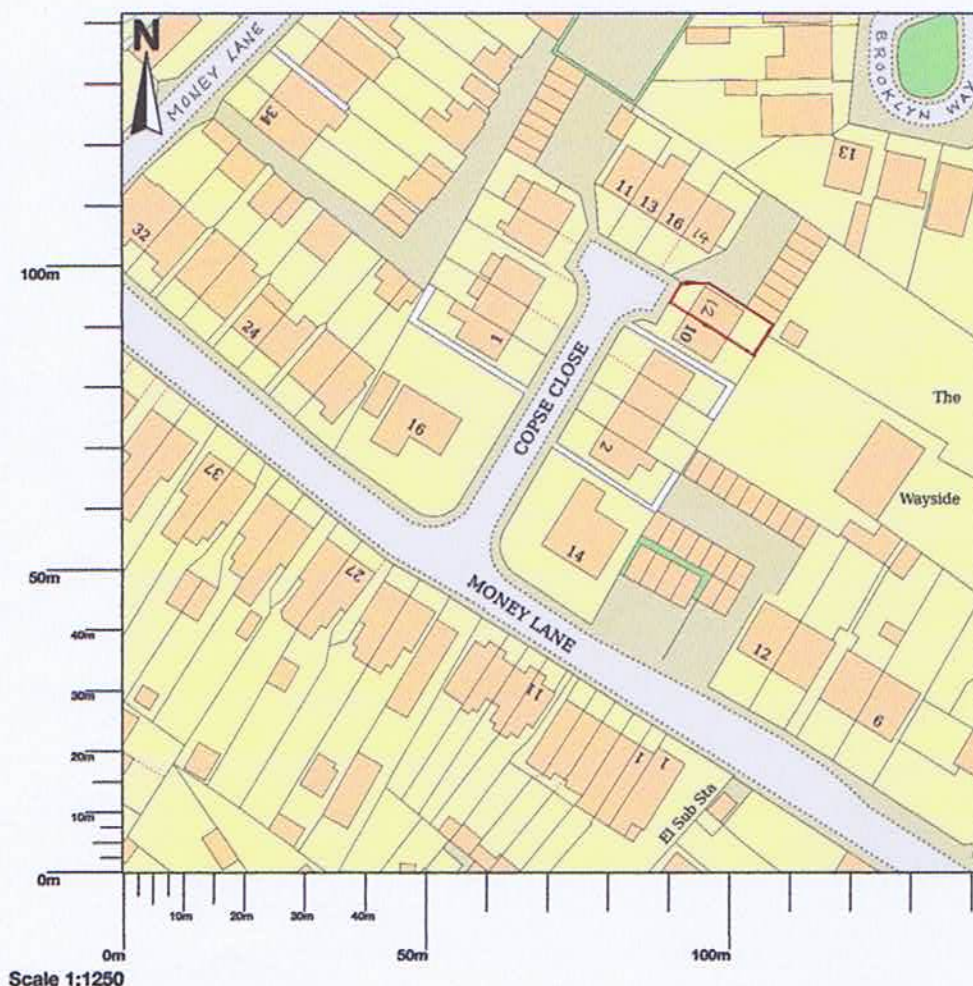 N
MONEY LANE
BROOKLYN WAY
34
13
11
13
16
14
32
100m
12
10
24
1
COPSE CLOSE
The
16
2
37
Wayside
14
50m
27
MONEY LANE
40m
12
11
30m
6
1
1
20m
El Sub Sta
10m
0m
10m
20m
30m
40m
0m
50m
100m
Scale 1:1250